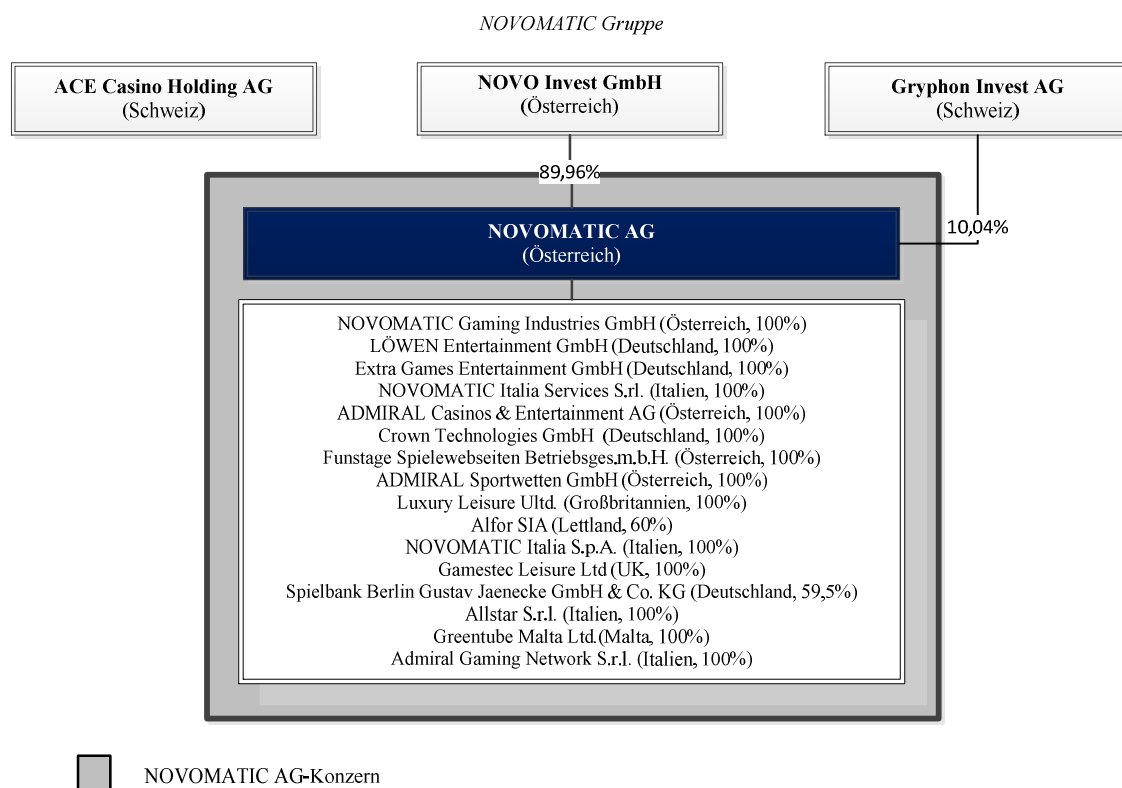 NOVOMATIC Gruppe
ACE Casino Holding AG
(Schweiz)
NOVO Invest GmbH
(Österreich)
Gryphon Invest AG
(Schweiz)
89,96%
10,04%
NOVOMATIC AG
(Österreich)
NOVOMATIC Gaming Industries GmbH (Österreich, 100%)
LÖWEN Entertainment GmbH (Deutschland, 100%)
Extra Games Entertainment GmbH (Deutschland, 100%)
NOVOMATIC Italia Services S.rl. (Italien, 100%)
ADMIRAL Casinos & Entertainment AG (Österreich, 100%)
Crown Technologies GmbH (Deutschland, 100%)
Funstage Spielewebseiten Betriebsges.m.b.H. (Österreich, 100%)
ADMIRAL Sportwetten GmbH (Österreich, 100%)
Luxury Leisure Ultd. (Großbritannien, 100%)
Alfor SIA (Lettland, 60%)
NOVOMATIC Italia S.p.A. (Italien, 100%)
Gamestec Leisure Ltd (UK, 100%)
Spielbank Berlin Gustav Jaenecke GmbH & Co. KG (Deutschland, 59,5%)
Allstar S.r.l. (Italien, 100%)
Greentube Malta Ltd.(Malta, 100%)
Admiral Gaming Network S.r.l. (Italien, 100%)
NOVOMATIC AG-Konzern